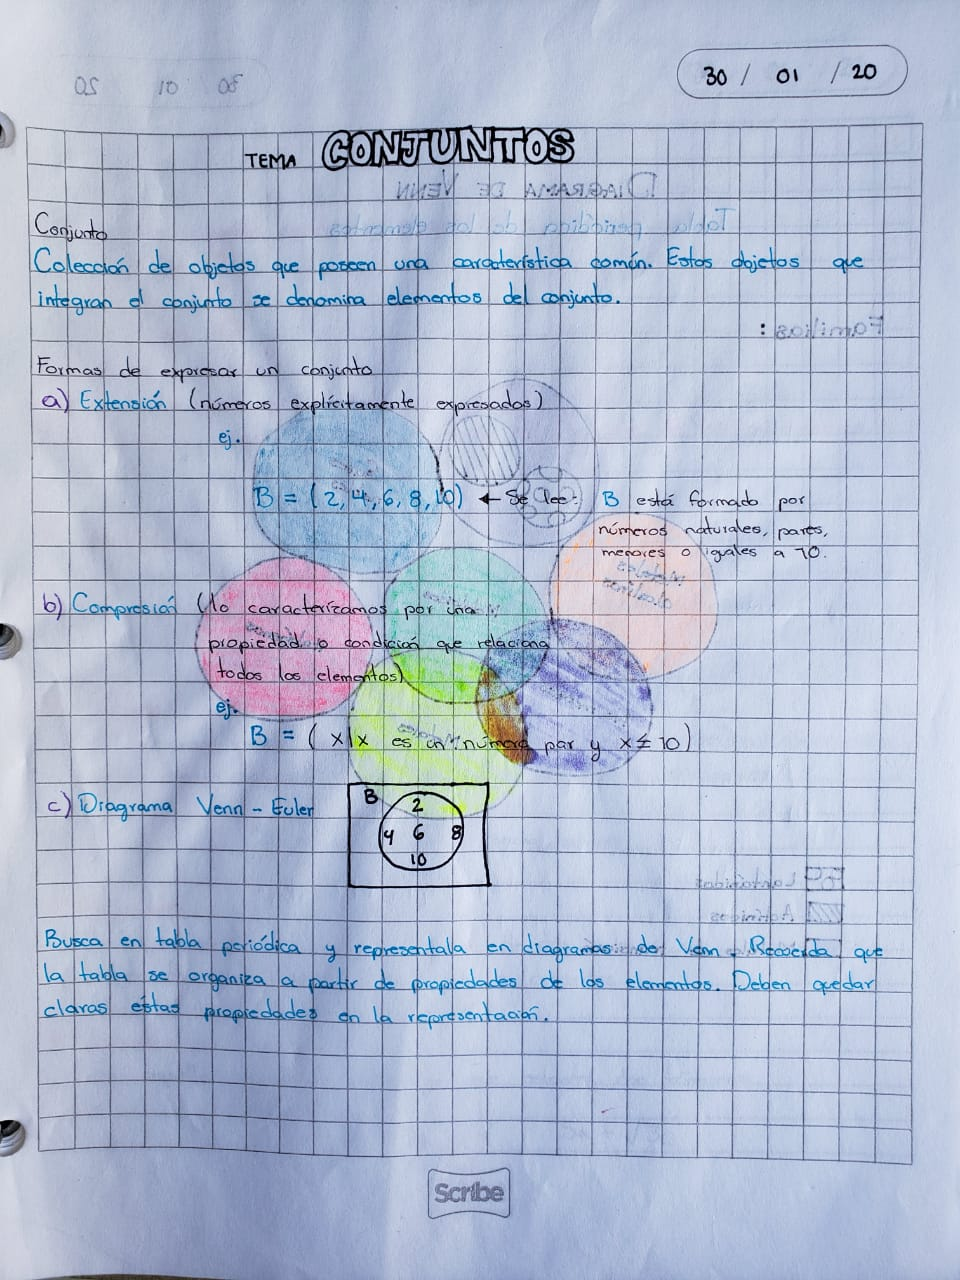 30 / 01 / 20
TEMA CONJUNTOS
Conjunto
Colección de objetos que poseen una característica común. Estos objetos que
integran el conjunto se denomina elementos del conjunto.
Formas de expresar un conjunto
a) Extensión (números explícitamente expresados)
ej.
B = (2, 4, 6, 8, 10) ← Se lee: B está formado por
números naturales, pares,
menores o iguales a 10.
b) Compresión (lo caracterízamos por una
propiedad o condición que relaciona
todos los elementos)
ej.
B = ( x | x es un número par y x ≤ 10 )
c) Diagrama Venn - Euler
B
2
4 6 8
10
Busca en tabla periódica y representala en diagramas de Venn. Recuerda que
la tabla se organiza a partir de propiedades de los elementos. Deben quedar
claras estas propiedades en la representación.
Scribe